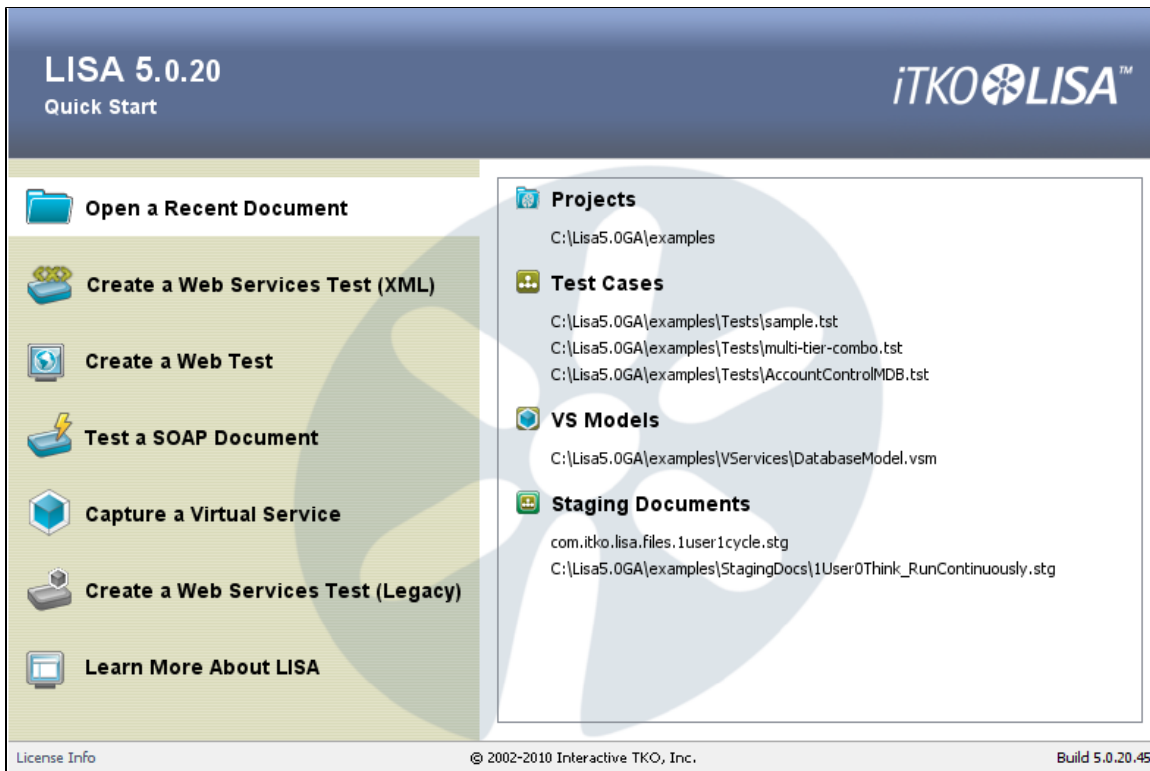 LISA 5.0.20
Quick Start
iTKO LISA™
Open a Recent Document
Create a Web Services Test (XML)
Create a Web Test
Test a SOAP Document
Capture a Virtual Service
Create a Web Services Test (Legacy)
Learn More About LISA
Projects
C:\Lisa5.0GA\examples
Test Cases
C:\Lisa5.0GA\examples\Tests\sample.tst
C:\Lisa5.0GA\examples\Tests\multi-tier-combo.tst
C:\Lisa5.0GA\examples\Tests\AccountControlMDB.tst
VS Models
C:\Lisa5.0GA\examples\VServices\DatabaseModel.vsm
Staging Documents
com.itko.lisa.files.1user1cycle.stg
C:\Lisa5.0GA\examples\StagingDocs\1User0Think_RunContinuously.stg
License Info
© 2002-2010 Interactive TKO, Inc.
Build 5.0.20.45